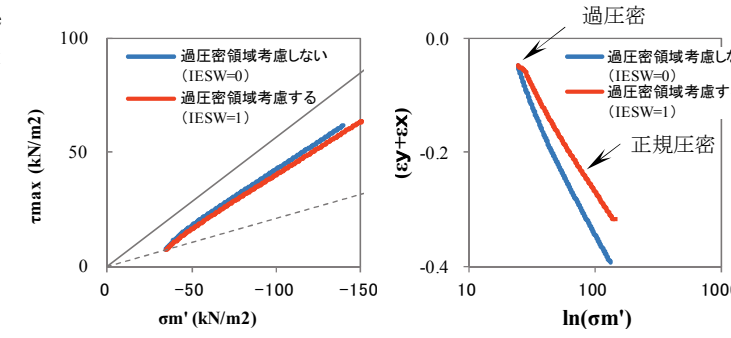 e
100
50
0
τmax (kN/m2)
過圧密領域考慮しない
（IESW=0）
過圧密領域考慮する
（IESW=1）
0
−50
−100
−150
σm' (kN/m2)
過圧密
0.0
-0.2
-0.4
(εy+εx)
過圧密領域考慮しな
（IESW=0）
過圧密領域考慮す
（IESW=1）
正規圧密
10
100
1000
ln(σm')